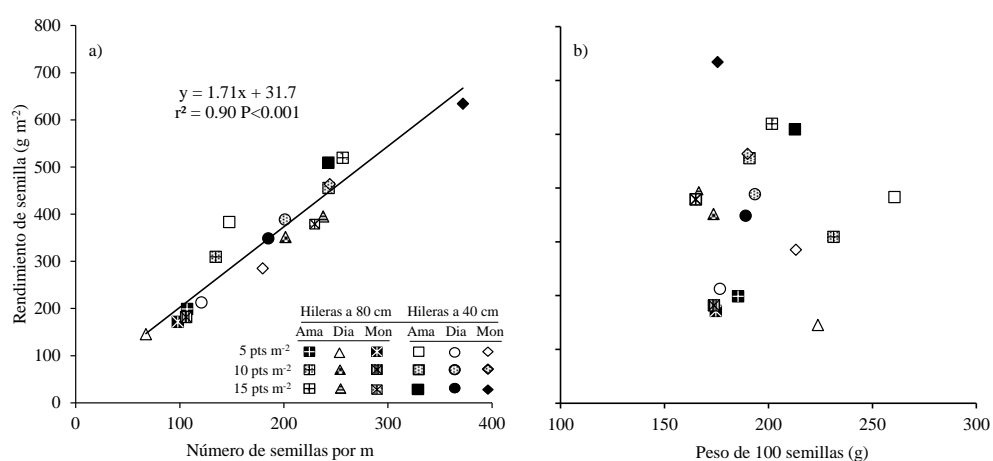 a)
b)
y = 1.71x + 31.7
r² = 0.90 P<0.001
Rendimiento de semilla (g m⁻²)
800
700
600
500
400
300
200
100
0
Hileras a 80 cm Hileras a 40 cm
Ama Dia Mon Ama Dia Mon
5 pts m⁻²
10 pts m⁻²
15 pts m⁻²
0 100 200 300 400
Número de semillas por m
100 150 200 250 300
Peso de 100 semillas (g)